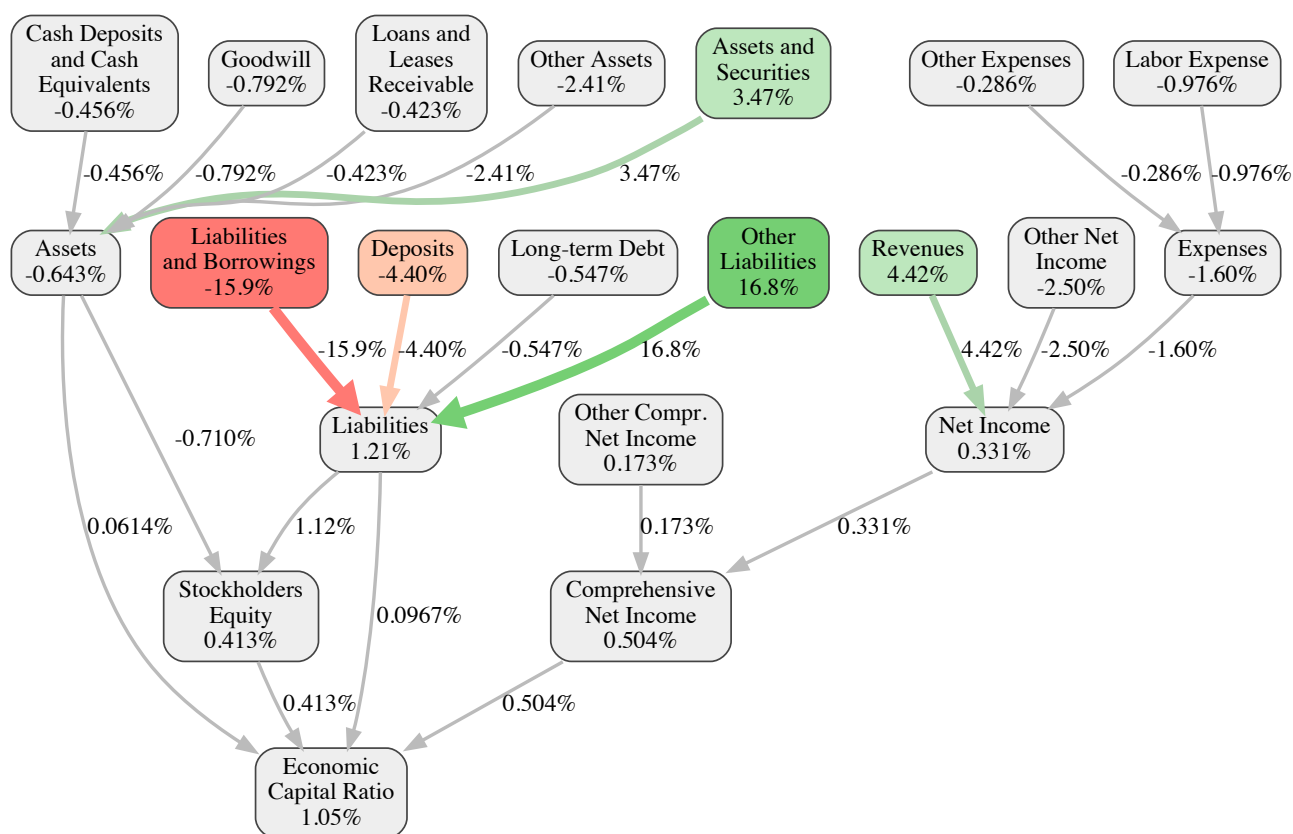 Cash Deposits
and Cash
Equivalents
-0.456%
Goodwill
-0.792%
Loans and
Leases
Receivable
-0.423%
Other Assets
-2.41%
Assets and
Securities
3.47%
Other Expenses
-0.286%
Labor Expense
-0.976%
-0.456%
-0.792%
-0.423%
-2.41%
3.47%
-0.286%
-0.976%
Assets
-0.643%
Liabilities
and Borrowings
-15.9%
Deposits
-4.40%
Long-term Debt
-0.547%
Other
Liabilities
16.8%
Revenues
4.42%
Other Net
Income
-2.50%
Expenses
-1.60%
-15.9%
-4.40%
-0.547%
16.8%
4.42%
-2.50%
-1.60%
-0.710%
Liabilities
1.21%
Other Compr.
Net Income
0.173%
Net Income
0.331%
0.0614%
1.12%
0.173%
0.331%
Stockholders
Equity
0.413%
0.0967%
Comprehensive
Net Income
0.504%
0.413%
0.504%
Economic
Capital Ratio
1.05%